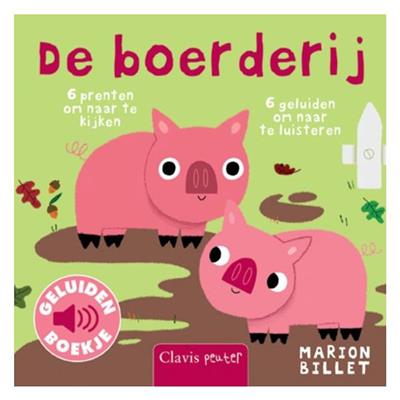 De boerderij
6 prenten
om naar te
kijken
6 geluiden
om naar
te luisteren
GELUIDEN
BOEKJE
Clavis peuter
MARION
BILLET